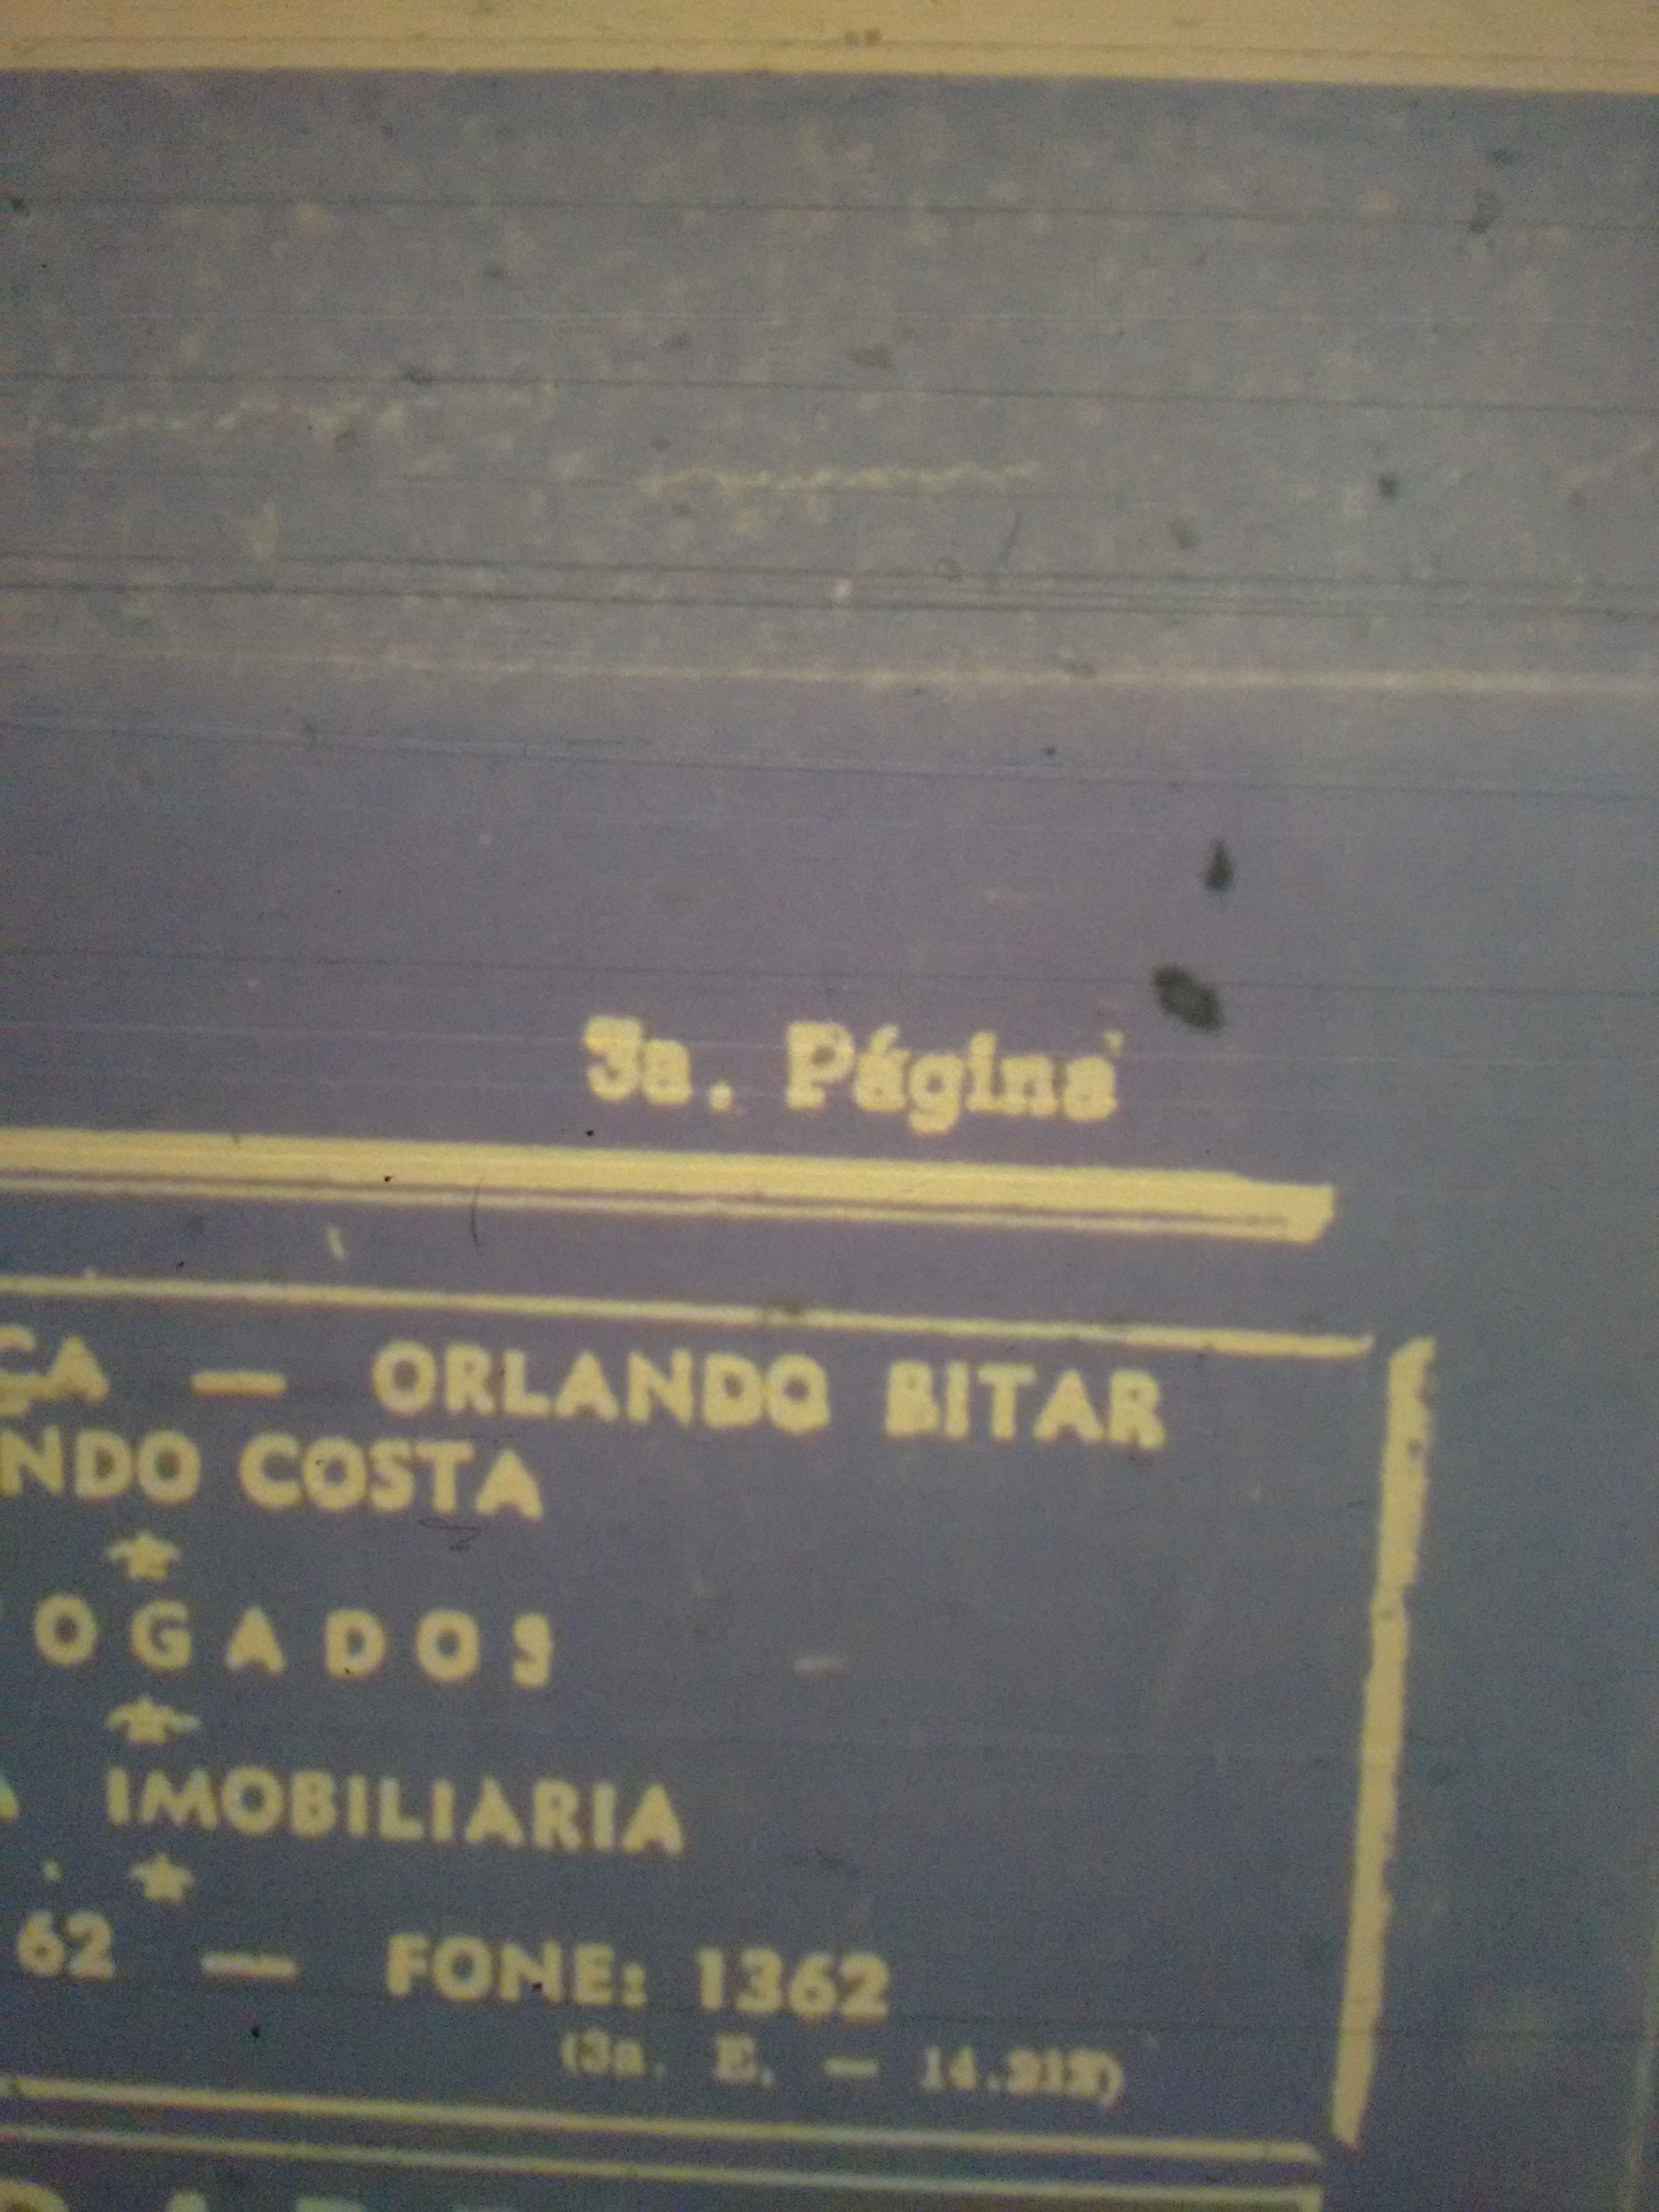 3a. Página
ÇA — ORLANDO BITAR
NDO COSTA
OGADOS
A IMOBILIARIA
62 — FONE: 1362
(3a. E. — 14.212)